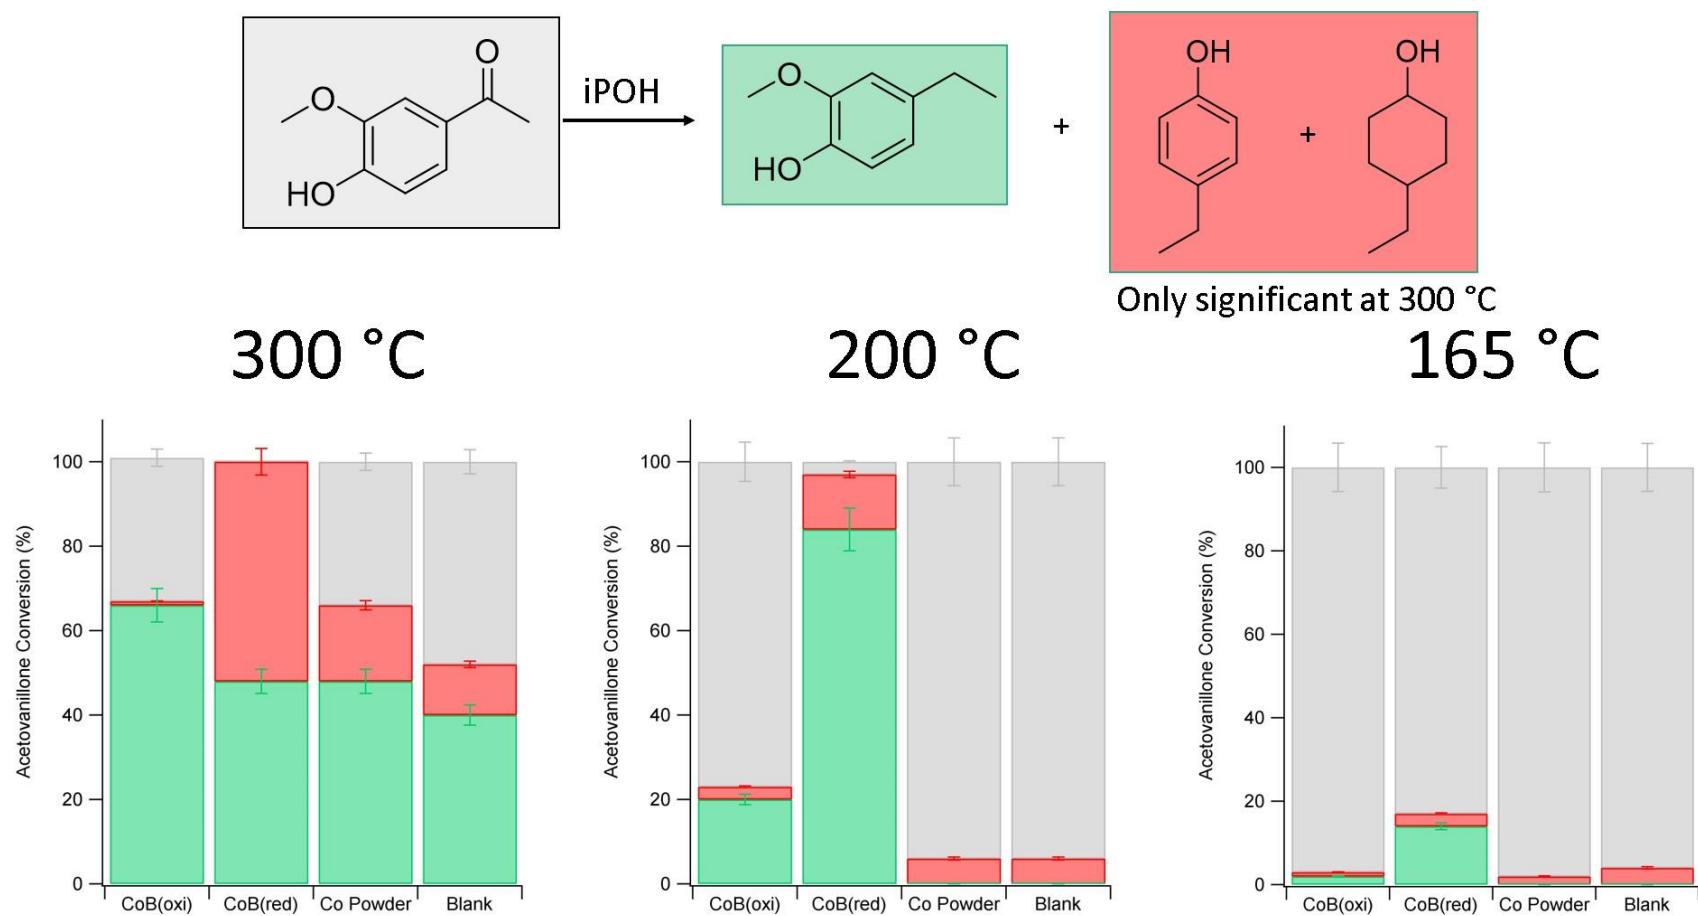 O
O
HO
iPOH
O
HO
+
OH
+
OH
Only significant at 300 °C
300 °C
200 °C
165 °C
Acetovanillone Conversion (%)
100
80
60
40
20
0
CoB(oxi) CoB(red) Co Powder Blank
Acetovanillone Conversion (%)
100
80
60
40
20
0
CoB(oxi) CoB(red) Co Powder Blank
Acetovanillone Conversion (%)
100
80
60
40
20
0
CoB(oxi) CoB(red) Co Powder Blank